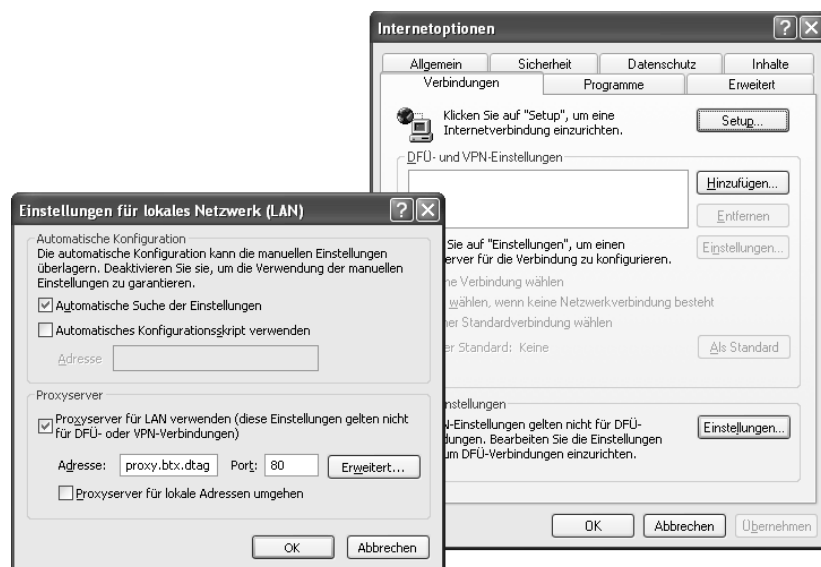 Internetoptionen
Allgemein Sicherheit Datenschutz Inhalte
Verbindungen Programme Erweitert
Klicken Sie auf "Setup", um eine
Internetverbindung einzurichten.
Setup...
DFÜ- und VPN-Einstellungen
Hinzufügen...
Entfernen
Sie auf "Einstellungen", um einen
erver für die Verbindung zu konfigurieren.
Einstellungen...
ne Verbindung wählen
wählen, wenn keine Netzwerkverbindung besteht
ner Standardverbindung wählen
er Standard: Keine
Als Standard
nstellungen
N-Einstellungen gelten nicht für DFÜ-
dungen. Bearbeiten Sie die Einstellungen
um DFÜ-Verbindungen einzurichten.
Einstellungen...
OK Abbrechen Übernehmen
Einstellungen für lokales Netzwerk (LAN)
Automatische Konfiguration
Die automatische Konfiguration kann die manuellen Einstellungen
überlagern. Deaktivieren Sie sie, um die Verwendung der manuellen
Einstellungen zu garantieren.
Automatische Suche der Einstellungen
Automatisches Konfigurationsskript verwenden
Adresse
Proxyserver
Proxyserver für LAN verwenden (diese Einstellungen gelten nicht
für DFÜ- oder VPN-Verbindungen)
Adresse: proxy.btx.dtag Port: 80 Erweitert...
Proxyserver für lokale Adressen umgehen
OK Abbrechen